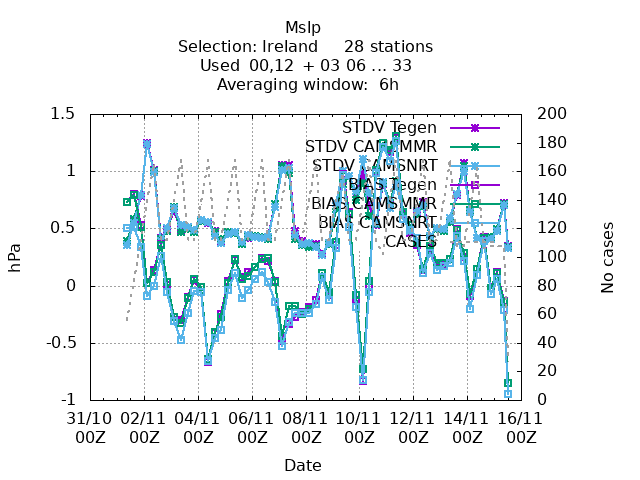 Mslp
Selection: Ireland 28 stations
Used 00,12 + 03 06 ... 33
Averaging window: 6h
1.5
1
0.5
0
-0.5
-1
hPa
200
180
160
140
120
100
80
60
40
20
0
No cases
STDV Tegen
STDV CAMSMMR
STDV CAMSNRT
BIAS Tegen
BIAS CAMSMMR
BIAS CAMSNRT
CASES
31/10 02/11 04/11 06/11 08/11 10/11 12/11 14/11 16/11
00Z 00Z 00Z 00Z 00Z 00Z 00Z 00Z 00Z
Date